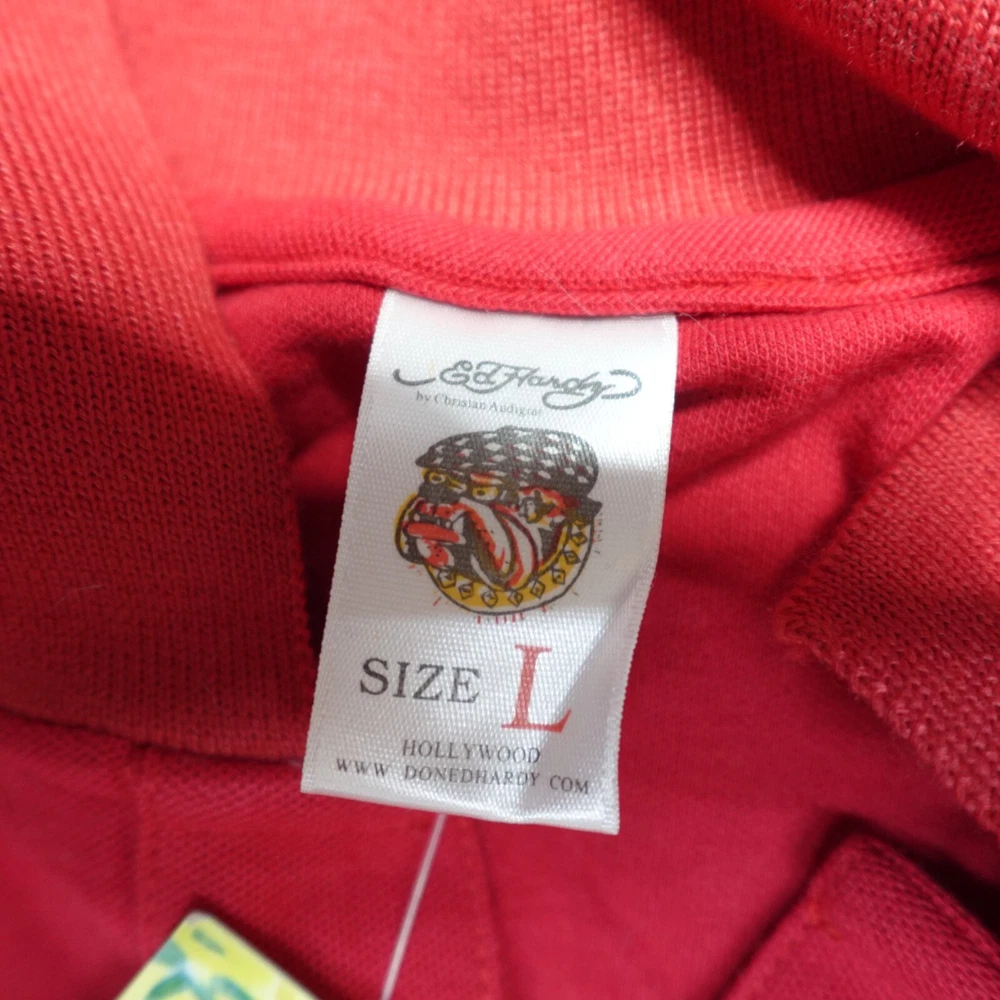 Ed Hardy
by Christian Audigier
SIZE L
HOLLYWOOD
WWW DONEDHARDY COM